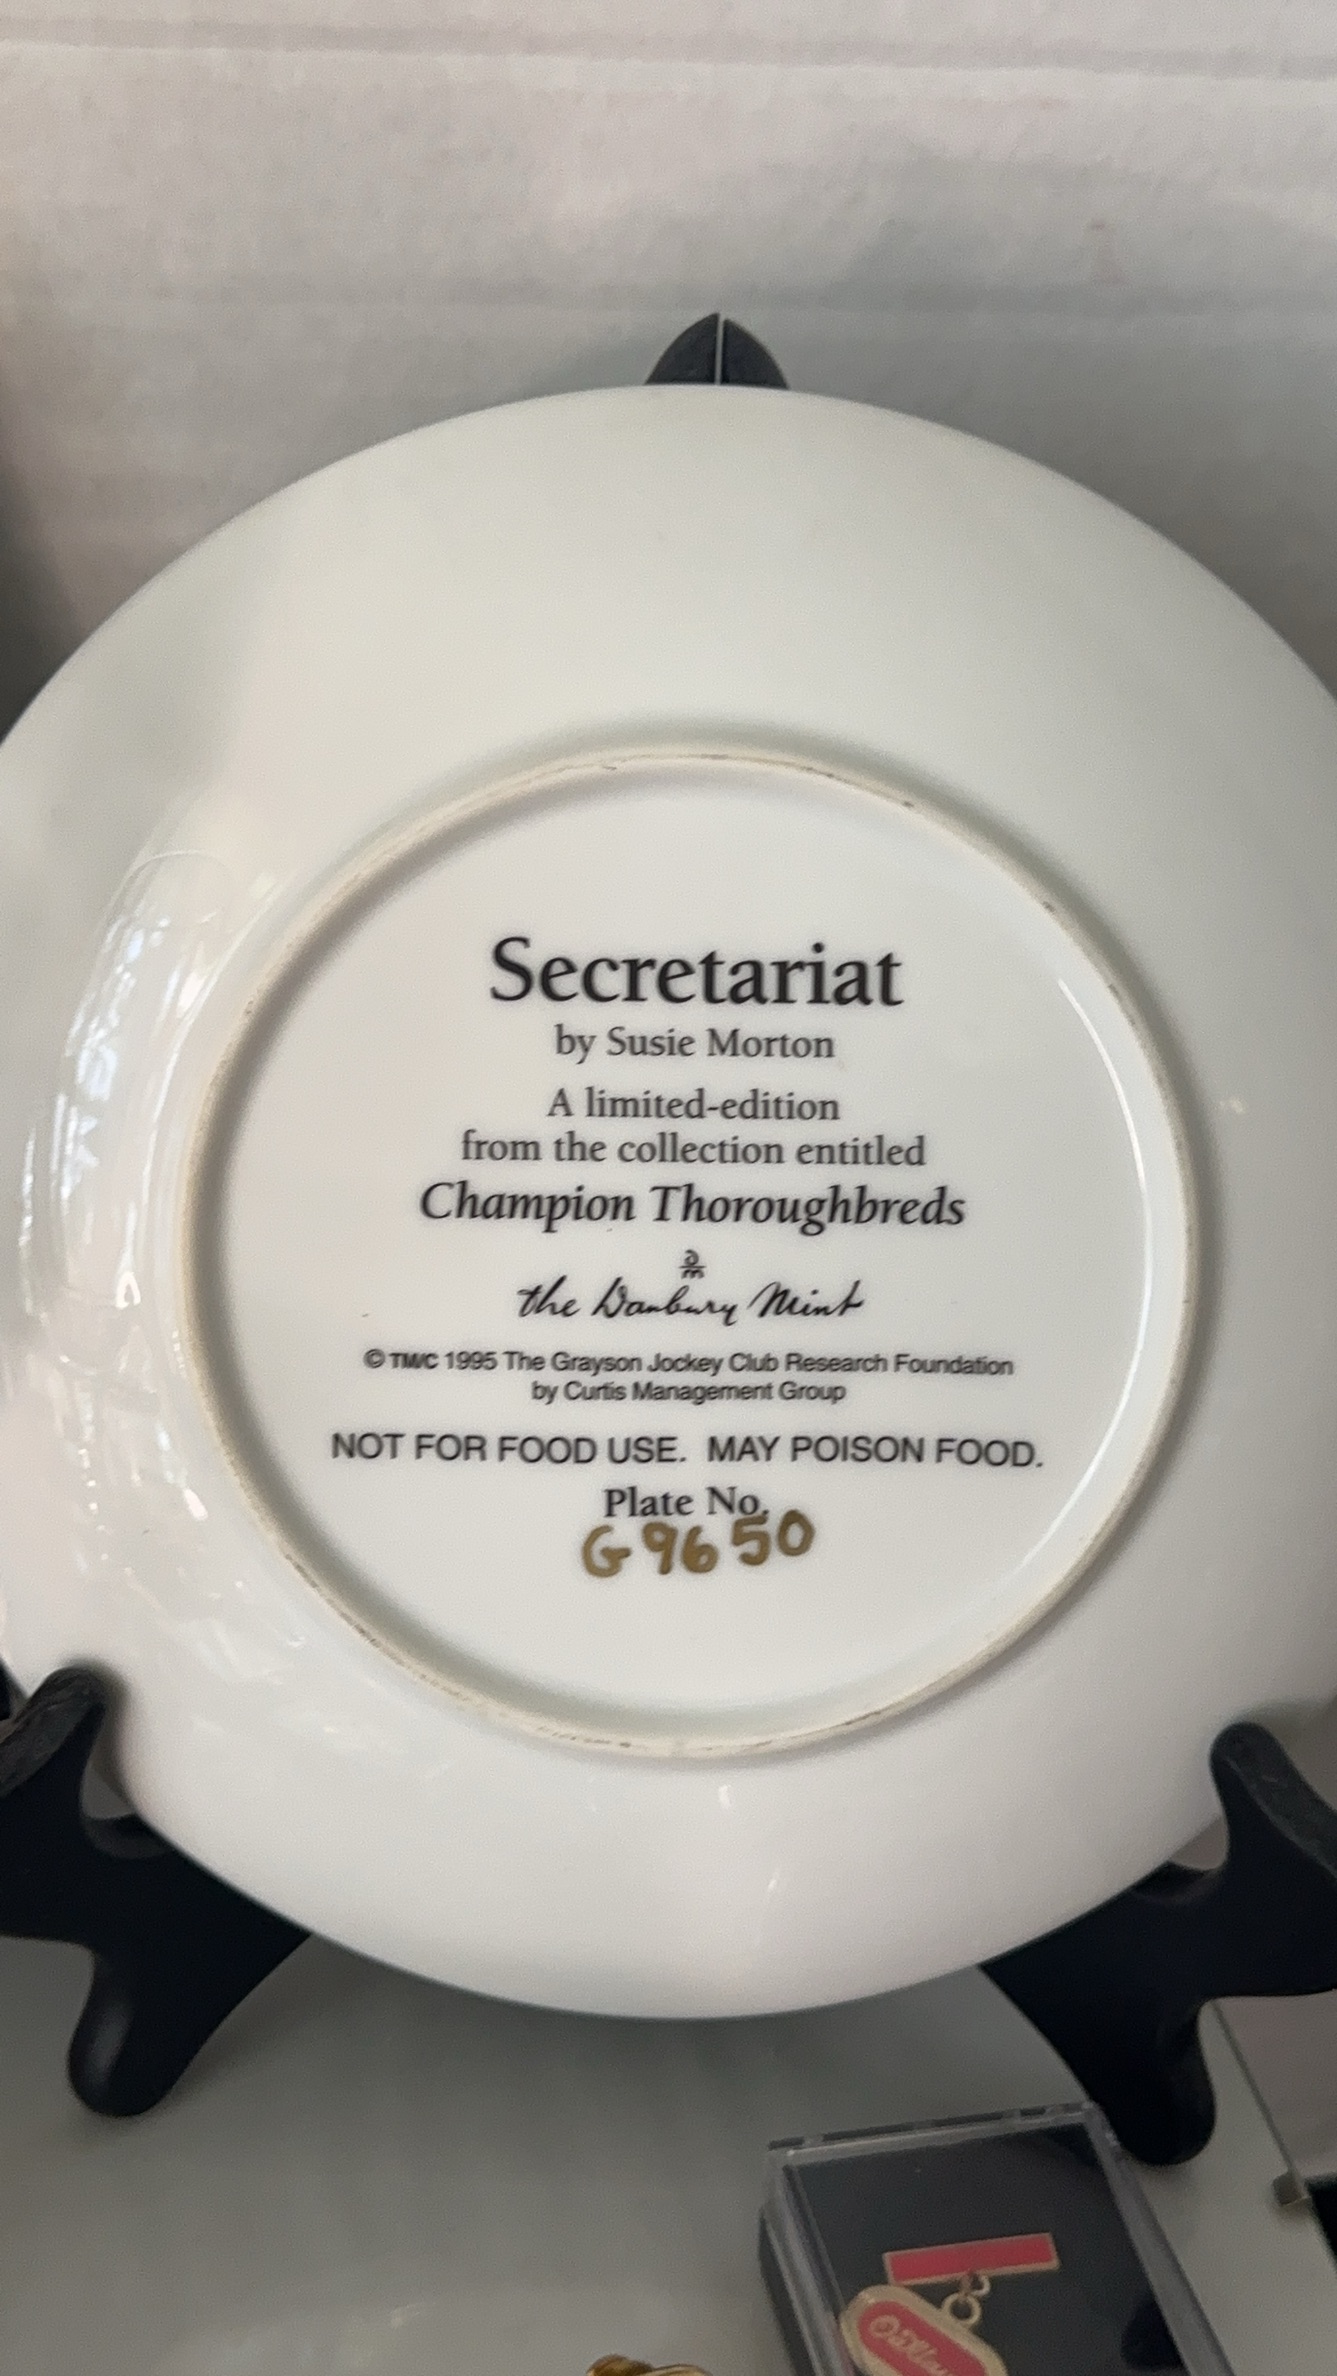 Secretariat
by Susie Morton
A limited-edition
from the collection entitled
Champion Thoroughbreds
the Danbury Mint
© TWC 1995 The Grayson Jockey Club Research Foundation
by Curtis Management Group
NOT FOR FOOD USE. MAY POISON FOOD.
Plate No.
G9650